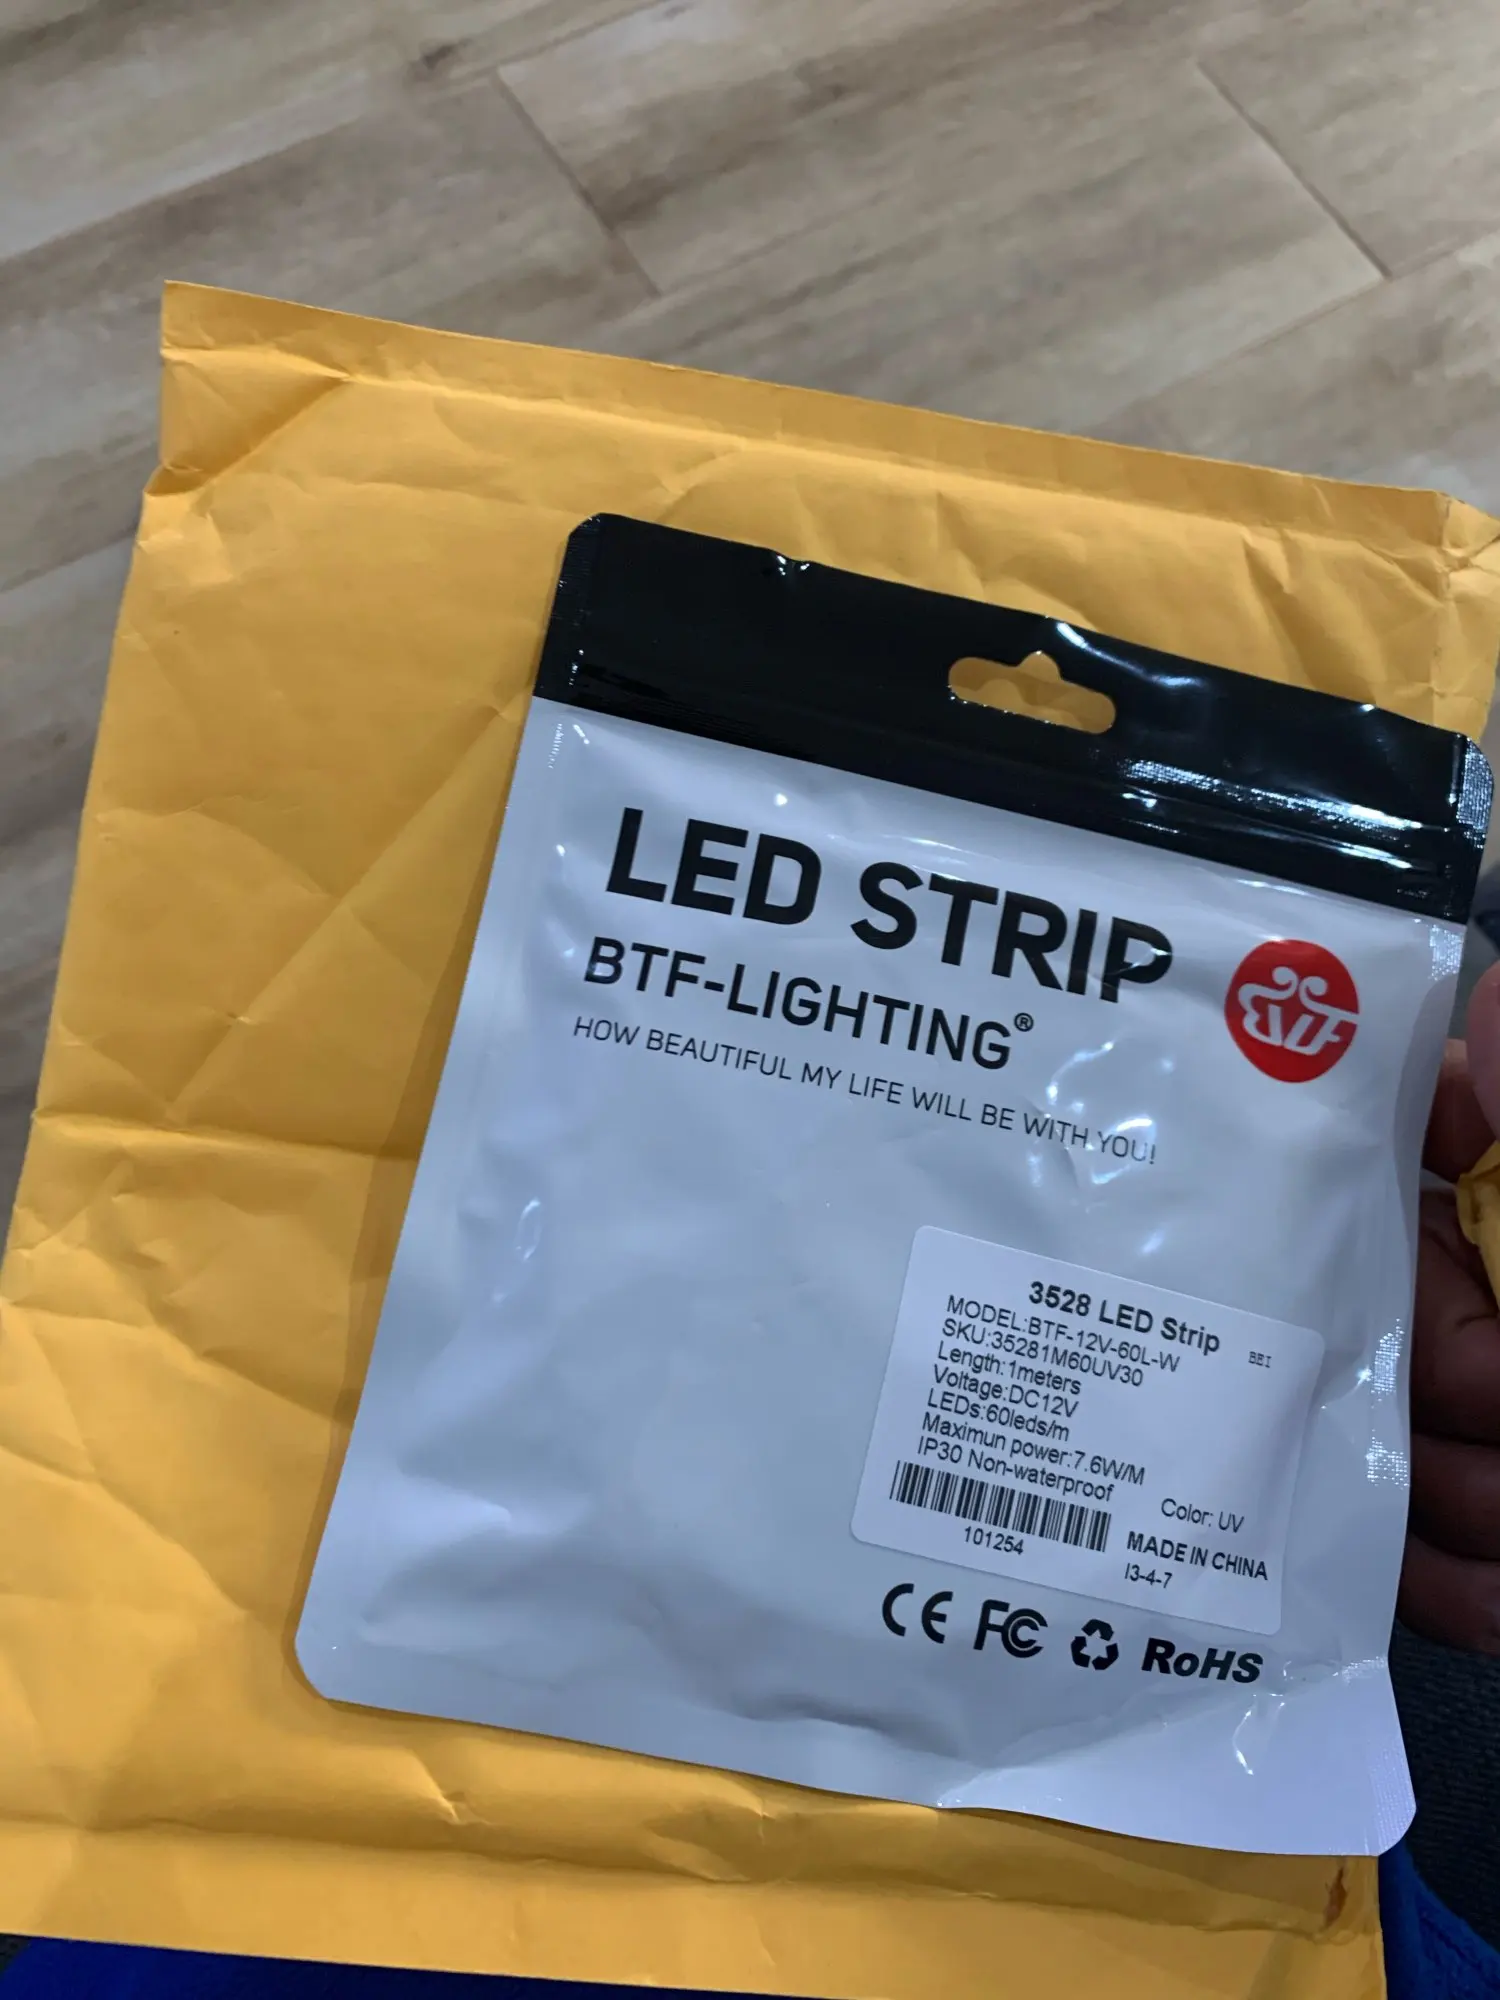 LED STRIP
BTF-LIGHTING®
HOW BEAUTIFUL MY LIFE WILL BE WITH YOU!
BTF
3528 LED Strip
BEI
MODEL:BTF-12V-60L-W
SKU:35281M60UV30
Length:1meters
Voltage:DC12V
LEDs:60leds/m
Maximun power:7.6W/M
IP30 Non-waterproof
Color: UV
101254
MADE IN CHINA
I3-4-7
CE FC RoHS